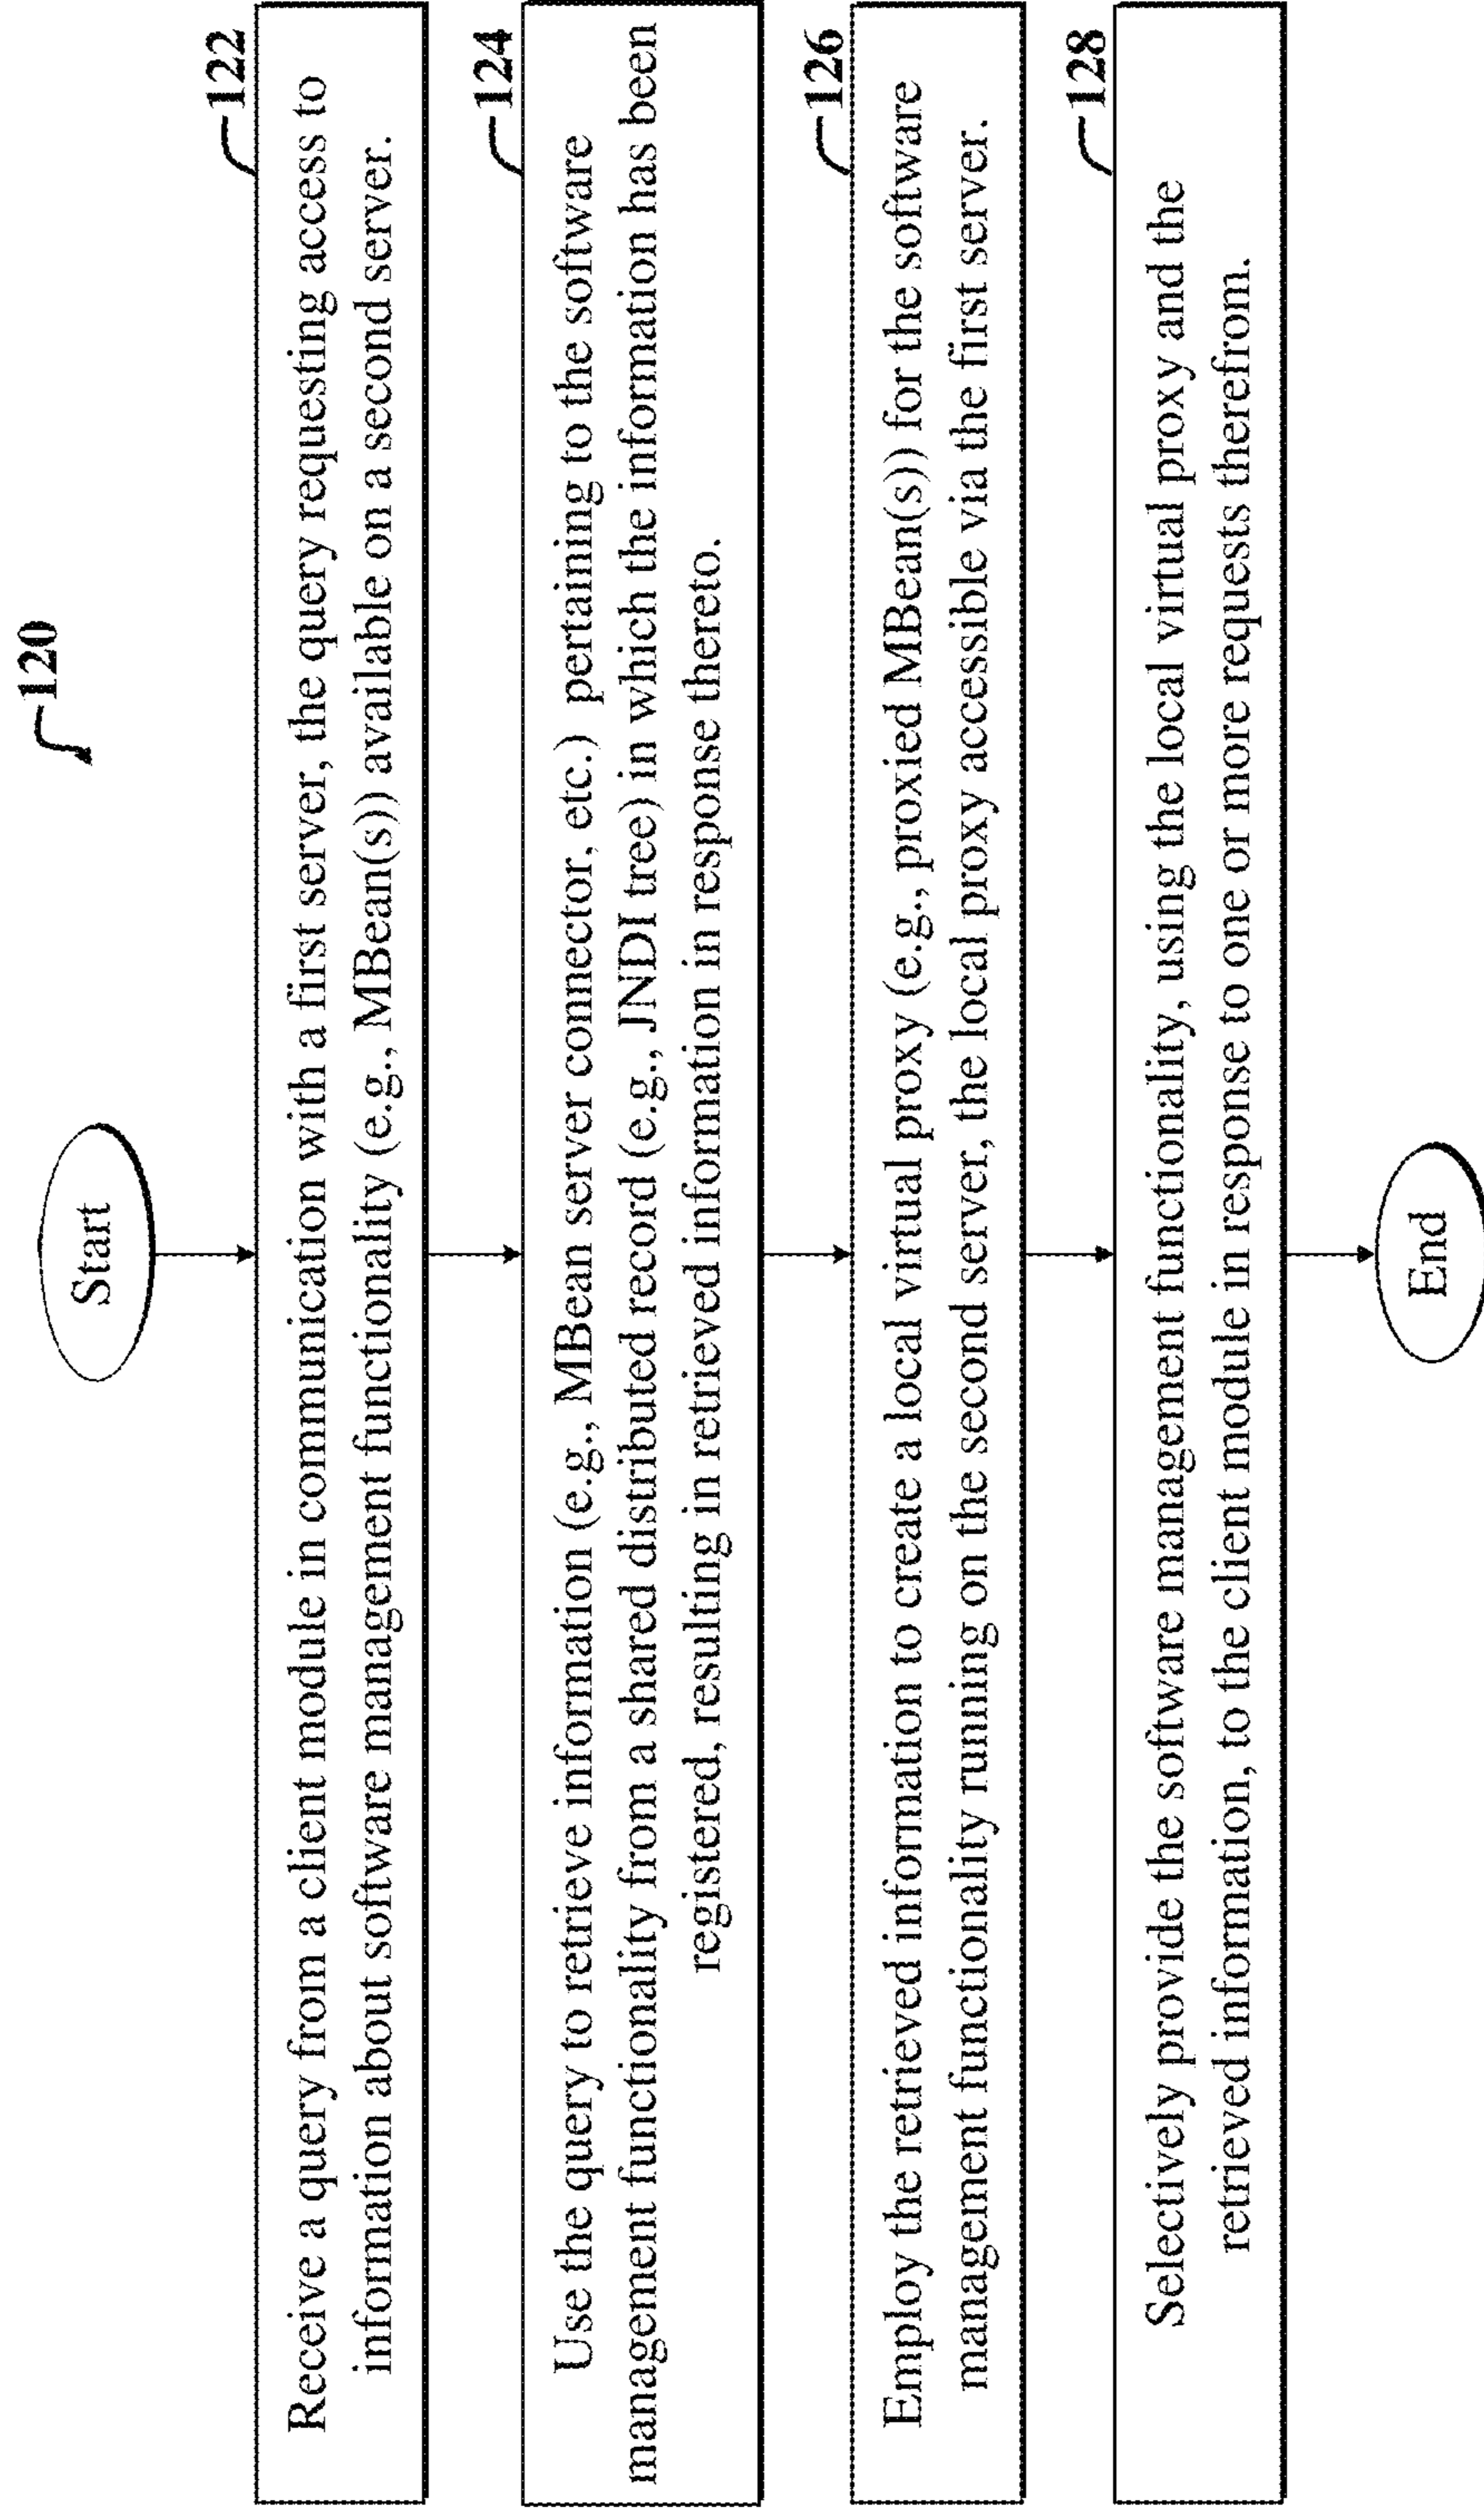 120
Start
122
Receive a query from a client module in communication with a first server, the query requesting access to
information about software management functionality (e.g., MBean(s)) available on a second server.
124
Use the query to retrieve information (e.g., MBean server connector, etc.) pertaining to the software
management functionality from a shared distributed record (e.g., JNDI tree) in which the information has been
registered, resulting in retrieved information in response thereto.
126
Employ the retrieved information to create a local virtual proxy (e.g., proxied MBean(s)) for the software
management functionality running on the second server, the local proxy accessible via the first server.
128
Selectively provide the software management functionality, using the local virtual proxy and the
retrieved information, to the client module in response to one or more requests therefrom.
End